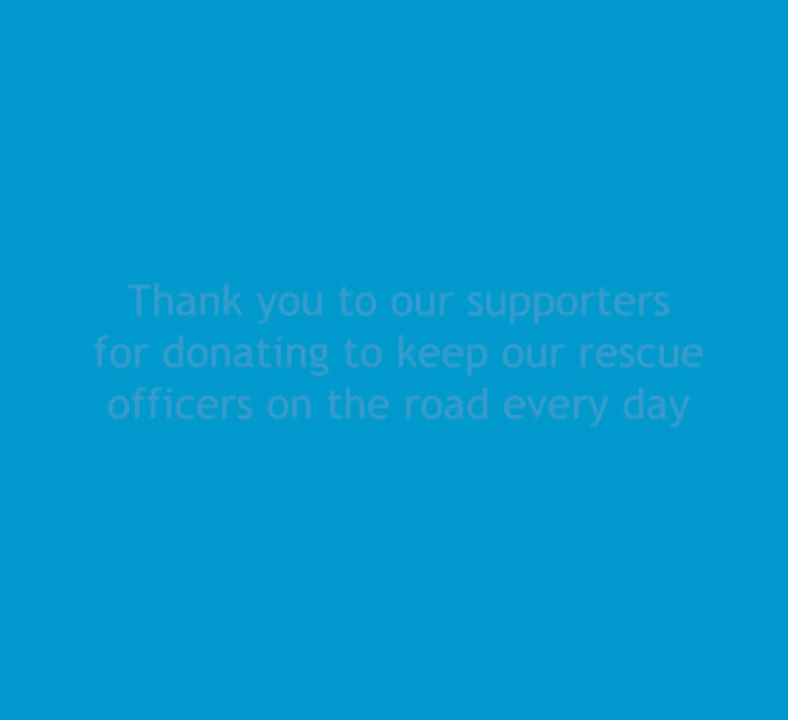 Thank you to our supporters
for donating to keep our rescue
officers on the road every day